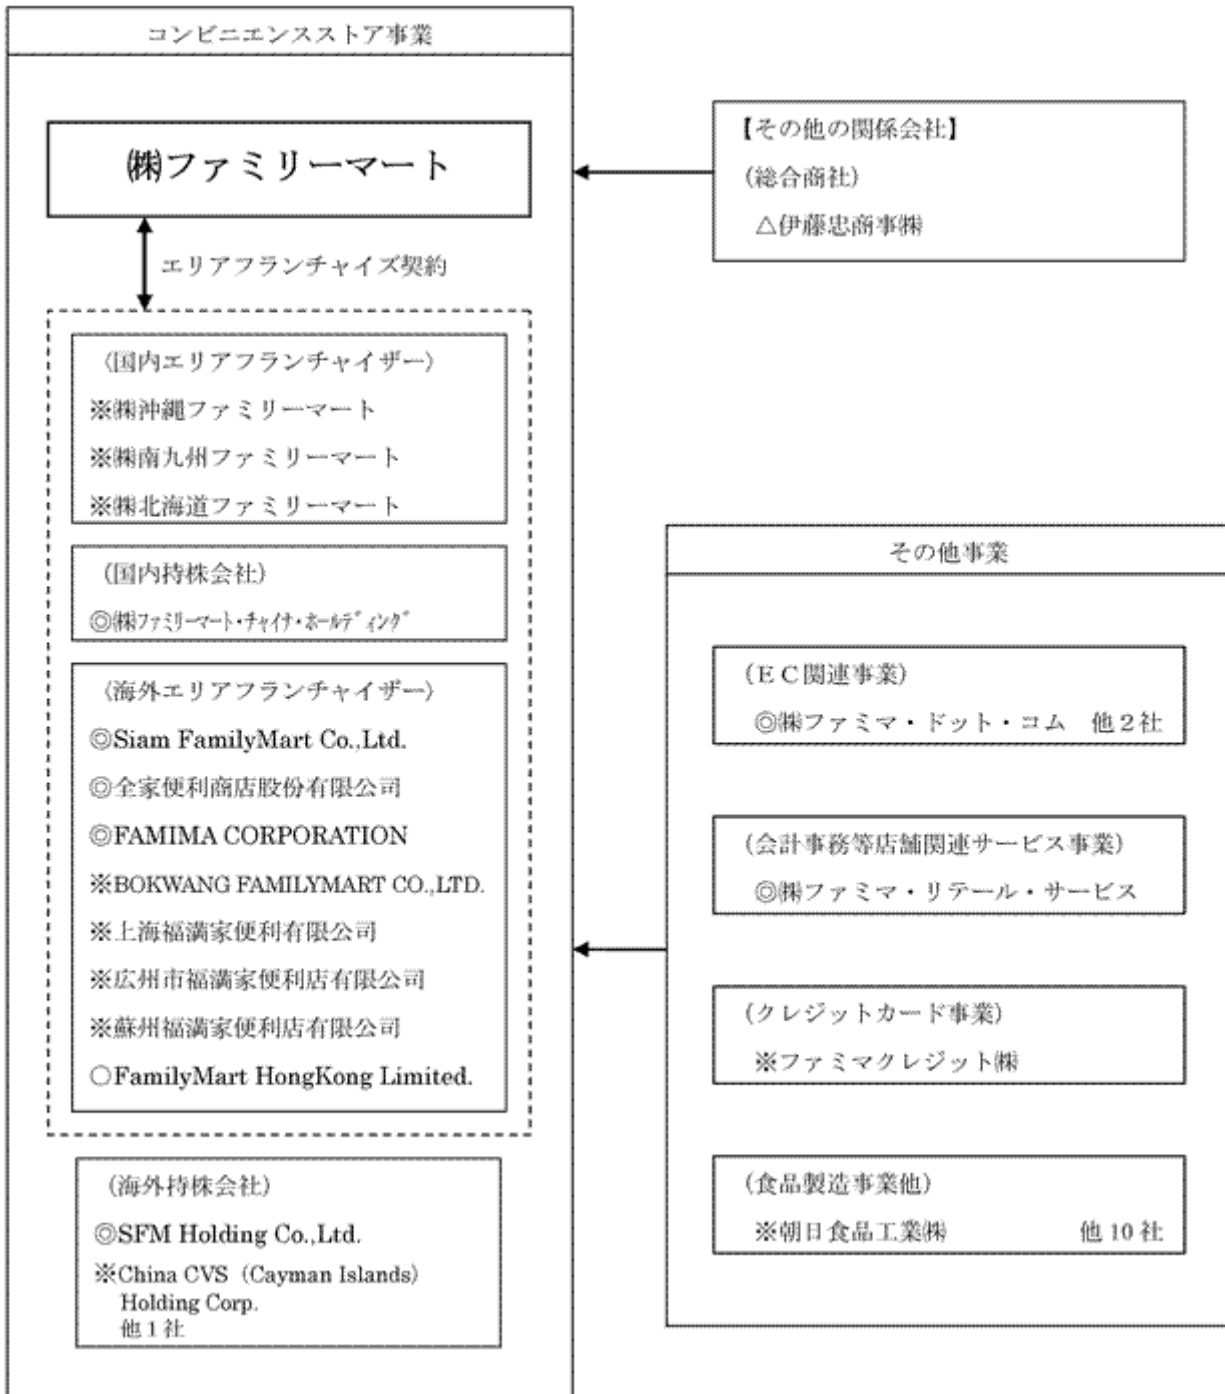 コンビニエンスストア事業
㈱ファミリーマート
エリアフランチャイズ契約
(国内エリアフランチャイザー)
※㈱沖縄ファミリーマート
※㈱南九州ファミリーマート
※㈱北海道ファミリーマート
(国内持株会社)
◎㈱ファミリーマート・チャイナ・ホールディング
(海外エリアフランチャイザー)
◎Siam FamilyMart Co.,Ltd.
◎全家便利商店股份有限公司
◎FAMIMA CORPORATION
※BOKWANG FAMILYMART CO.,LTD.
※上海福満家便利有限公司
※広州市福満家便利店有限公司
※蘇州福満家便利店有限公司
○FamilyMart HongKong Limited.
(海外持株会社)
◎SFM Holding Co.,Ltd.
※China CVS (Cayman Islands)
Holding Corp.
他1社
【その他の関係会社】
(総合商社)
△伊藤忠商事㈱
その他事業
(EC関連事業)
◎㈱ファミマ・ドット・コム 他2社
(会計事務等店舗関連サービス事業)
◎㈱ファミマ・リテール・サービス
(クレジットカード事業)
※ファミマクレジット㈱
(食品製造事業他)
※朝日食品工業㈱ 他10社